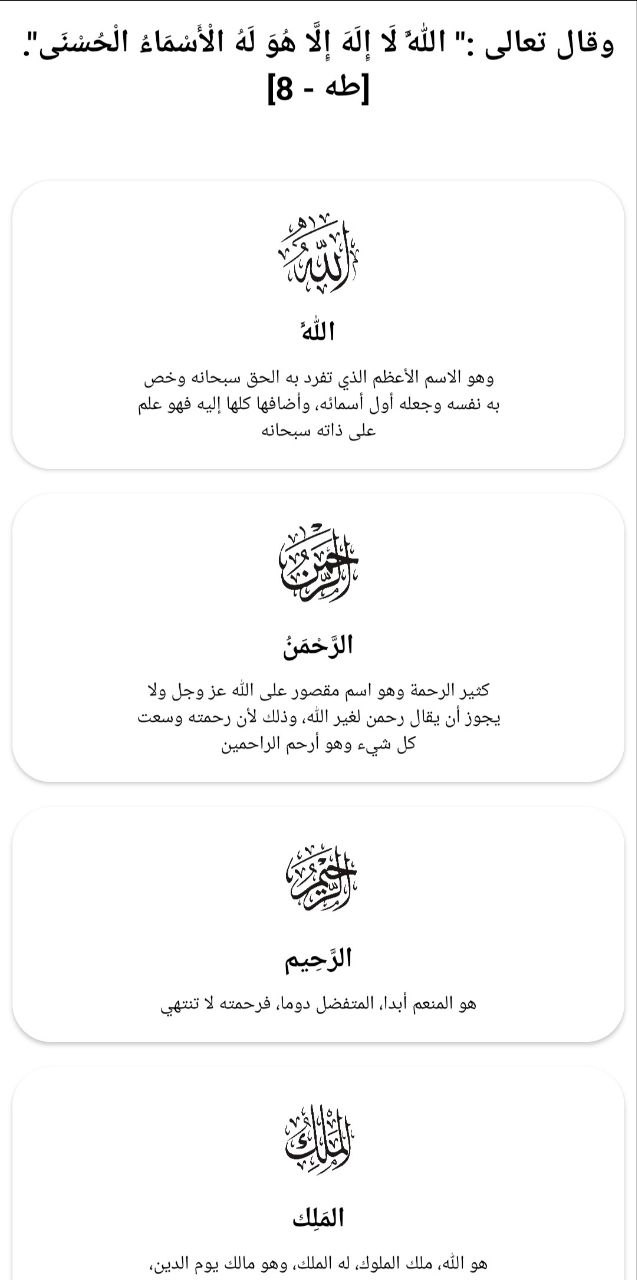 وقال تعالى :" اللهَّ لَا إِلَهَ إِلَّا هُوَ لَهُ الْأَسْمَاءُ الْحُسْنَى".
[طه - 8]
الله
اللهَّ
وهو الاسم الأعظم الذي تفرد به الحق سبحانه وخص
به نفسه وجعله أول أسمائه، وأضافها كلها إليه فهو علم
على ذاته سبحانه
الرحمن
الرَّحْمَنُ
كثير الرحمة وهو اسم مقصور على الله عز وجل ولا
يجوز أن يقال رحمن لغير الله، وذلك لأن رحمته وسعت
كل شيء وهو أرحم الراحمين
الرحيم
الرَّحِيم
هو المنعم أبدا، المتفضل دوما، فرحمته لا تنتهي
الملك
المَلِك
هو الله، ملك الملوك، له الملك، وهو مالك يوم الدين،